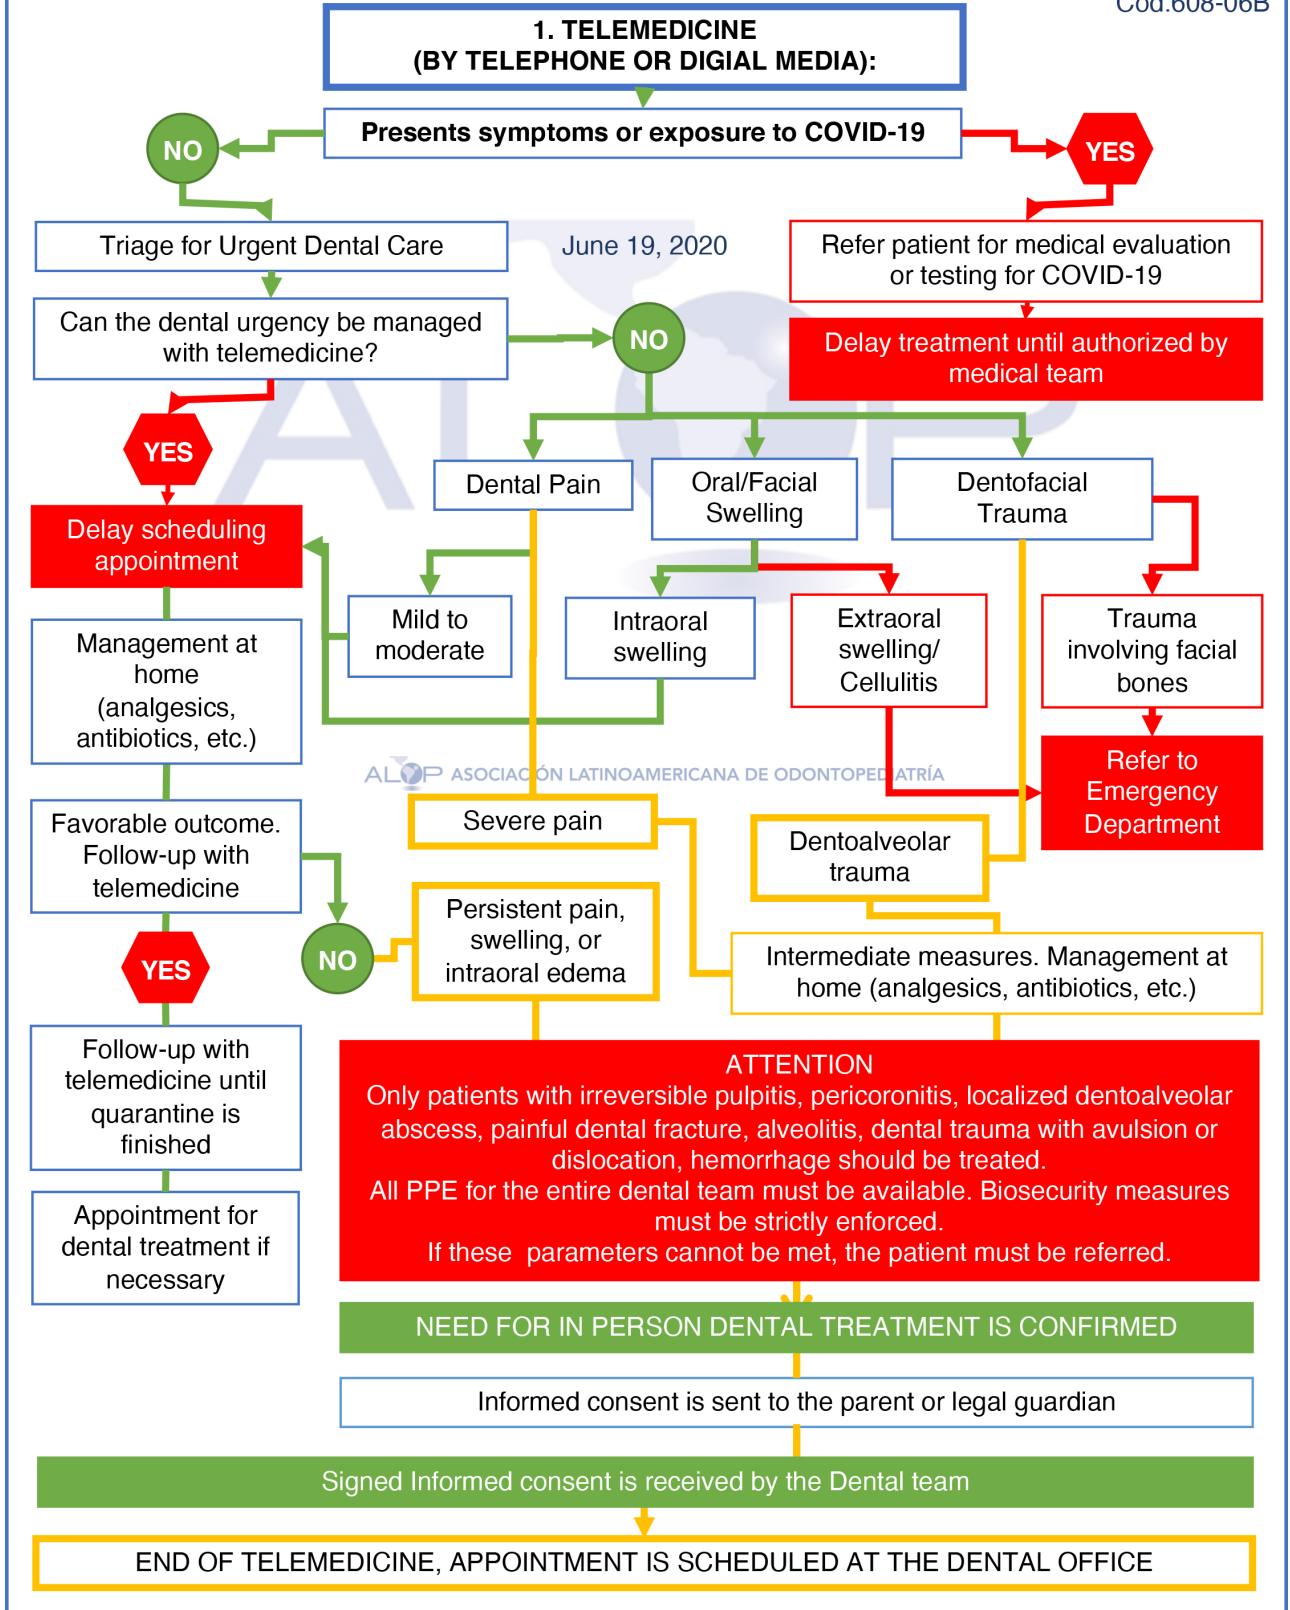 Cod.608-06B
1. TELEMEDICINE
(BY TELEPHONE OR DIGIAL MEDIA):
Presents symptoms or exposure to COVID-19
NO
YES
Triage for Urgent Dental Care
June 19, 2020
Refer patient for medical evaluation
or testing for COVID-19
Can the dental urgency be managed
with telemedicine?
NO
Delay treatment until authorized by
medical team
ALOP
YES
Dental Pain
Oral/Facial
Swelling
Dentofacial
Trauma
Delay scheduling
appointment
Mild to
moderate
Intraoral
swelling
Extraoral
swelling/
Cellulitis
Trauma
involving facial
bones
Management at
home
(analgesics,
antibiotics, etc.)
ALOP ASOCIACIÓN LATINOAMERICANA DE ODONTOPEDIATRÍA
Refer to
Emergency
Department
Severe pain
Favorable outcome.
Follow-up with
telemedicine
Dentoalveolar
trauma
NO
Persistent pain,
swelling, or
intraoral edema
Intermediate measures. Management at
home (analgesics, antibiotics, etc.)
YES
Follow-up with
telemedicine until
quarantine is
finished
Appointment for
dental treatment if
necessary
ATTENTION
Only patients with irreversible pulpitis, pericoronitis, localized dentoalveolar
abscess, painful dental fracture, alveolitis, dental trauma with avulsion or
dislocation, hemorrhage should be treated.
All PPE for the entire dental team must be available. Biosecurity measures
must be strictly enforced.
If these  parameters cannot be met, the patient must be referred.
NEED FOR IN PERSON DENTAL TREATMENT IS CONFIRMED
Informed consent is sent to the parent or legal guardian
Signed Informed consent is received by the Dental team
END OF TELEMEDICINE, APPOINTMENT IS SCHEDULED AT THE DENTAL OFFICE